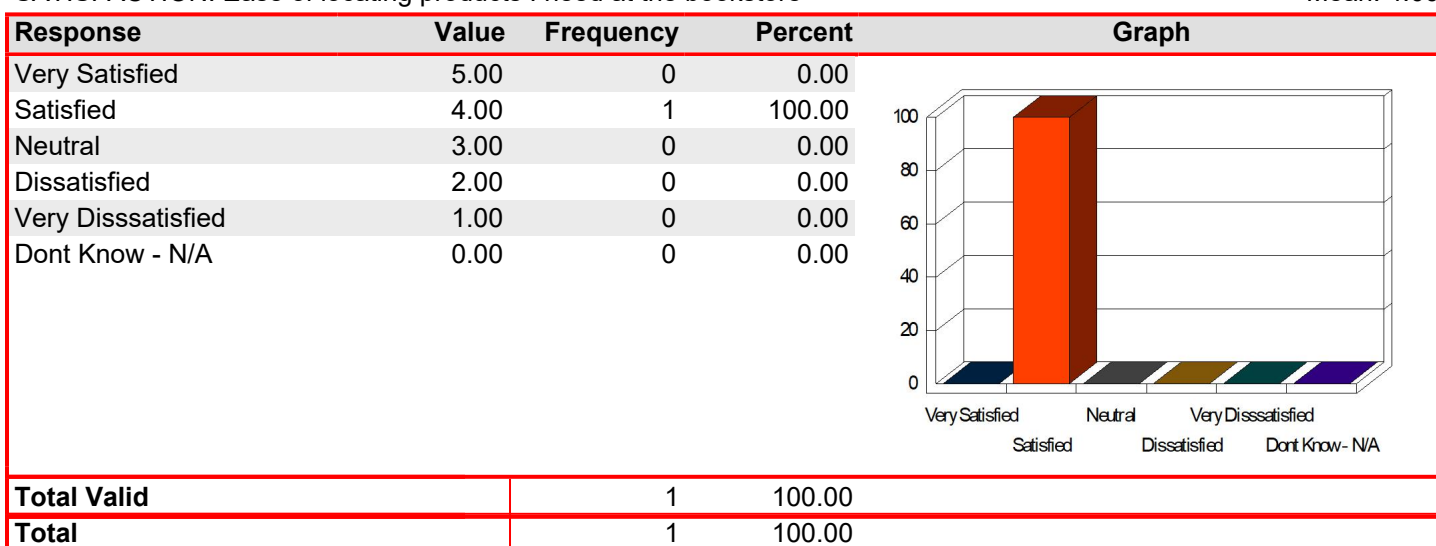 Response Value Frequency Percent Graph
Very Satisfied 5.00 0 0.00
Satisfied 4.00 1 100.00
Neutral 3.00 0 0.00
Dissatisfied 2.00 0 0.00
Very Disssatisfied 1.00 0 0.00
Dont Know - N/A 0.00 0 0.00
100
80
60
40
20
0
Very Satisfied Neutral Very Disssatisfied
Satisfied Dissatisfied Dont Know - N/A
Total Valid 1 100.00
Total 1 100.00